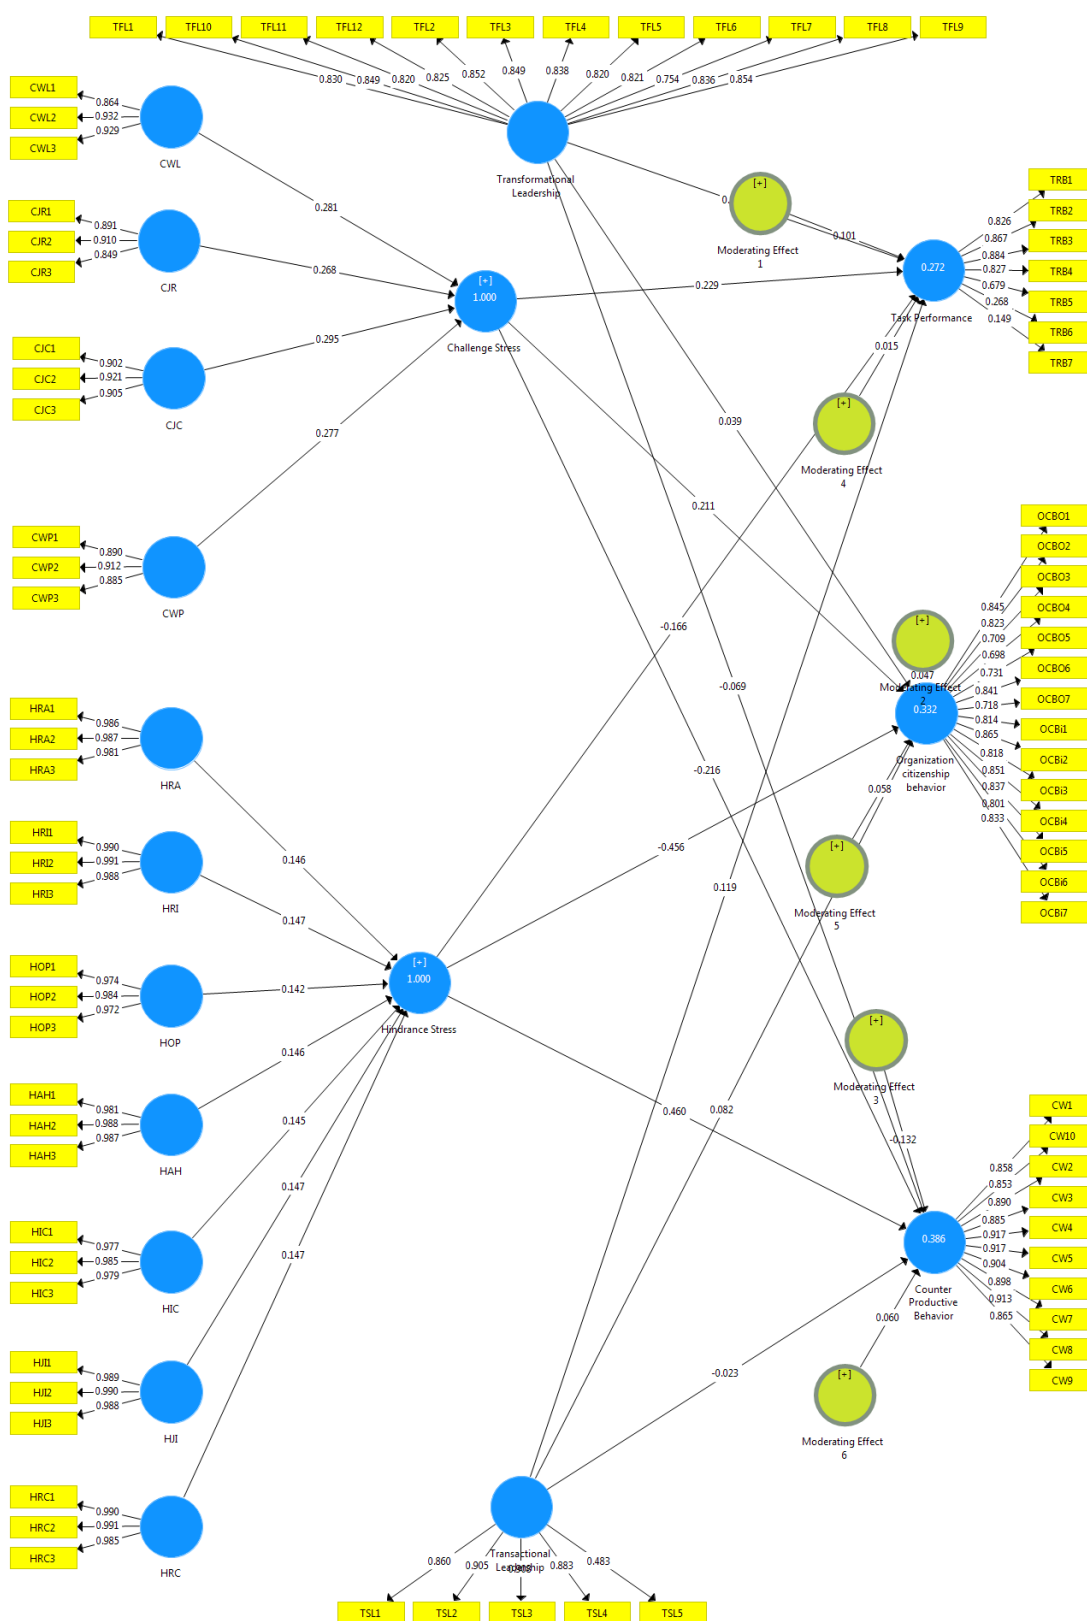 TFL1 TFL10 TFL11 TFL12 TFL2 TFL3 TFL4 TFL5 TFL6 TFL7 TFL8 TFL9
0.830 0.849 0.820 0.825 0.852 0.849 0.838 0.820 0.821 0.754 0.836 0.854
Transformational
Leadership
CWL1
CWL2
CWL3
0.864
0.932
0.929
CWL
0.281
CJR1
CJR2
CJR3
0.891
0.910
0.849
CJR
0.268
CJC1
CJC2
CJC3
0.902
0.921
0.905
CJC
0.295
CWP1
CWP2
CWP3
0.890
0.912
0.885
CWP
0.277
[+]
1.000
Challenge Stress
0.229
0.211
-0.216
[+]
Moderating Effect
1
0.101
0.272
Task Performance
0.826
0.867
0.884
0.827
0.679
0.268
0.149
TRB1
TRB2
TRB3
TRB4
TRB5
TRB6
TRB7
0.015
[+]
Moderating Effect
4
0.039
-0.166
-0.069
[+]
0.047
Moderating Effect
2
0.332
Organization
citizenship
behavior
0.845
0.823
0.709
0.698
0.731
0.841
0.718
0.814
0.865
0.818
0.851
0.837
0.801
0.833
OCBO1
OCBO2
OCBO3
OCBO4
OCBO5
OCBO6
OCBO7
OCBi1
OCBi2
OCBi3
OCBi4
OCBi5
OCBi6
OCBi7
0.058
[+]
Moderating Effect
5
HRA1
HRA2
HRA3
0.986
0.987
0.981
HRA
0.146
HRI1
HRI2
HRI3
0.990
0.991
0.988
HRI
0.147
HOP1
HOP2
HOP3
0.974
0.984
0.972
HOP
0.142
HAH1
HAH2
HAH3
0.981
0.988
0.987
HAH
0.146
HIC1
HIC2
HIC3
0.977
0.985
0.979
HIC
0.145
HJI1
HJI2
HJI3
0.989
0.990
0.988
HJI
0.147
HRC1
HRC2
HRC3
0.990
0.991
0.985
HRC
0.147
[+]
1.000
Hindrance Stress
-0.456
0.460
0.119
0.082
-0.023
[+]
Moderating Effect
3
-0.132
0.386
Counter
Productive
Behavior
0.858
0.853
0.890
0.885
0.917
0.917
0.904
0.898
0.913
0.865
CW1
CW10
CW2
CW3
CW4
CW5
CW6
CW7
CW8
CW9
0.060
[+]
Moderating Effect
6
Transactional
Leadership
0.860 0.905 0.883 0.483
TSL1 TSL2 TSL3 TSL4 TSL5